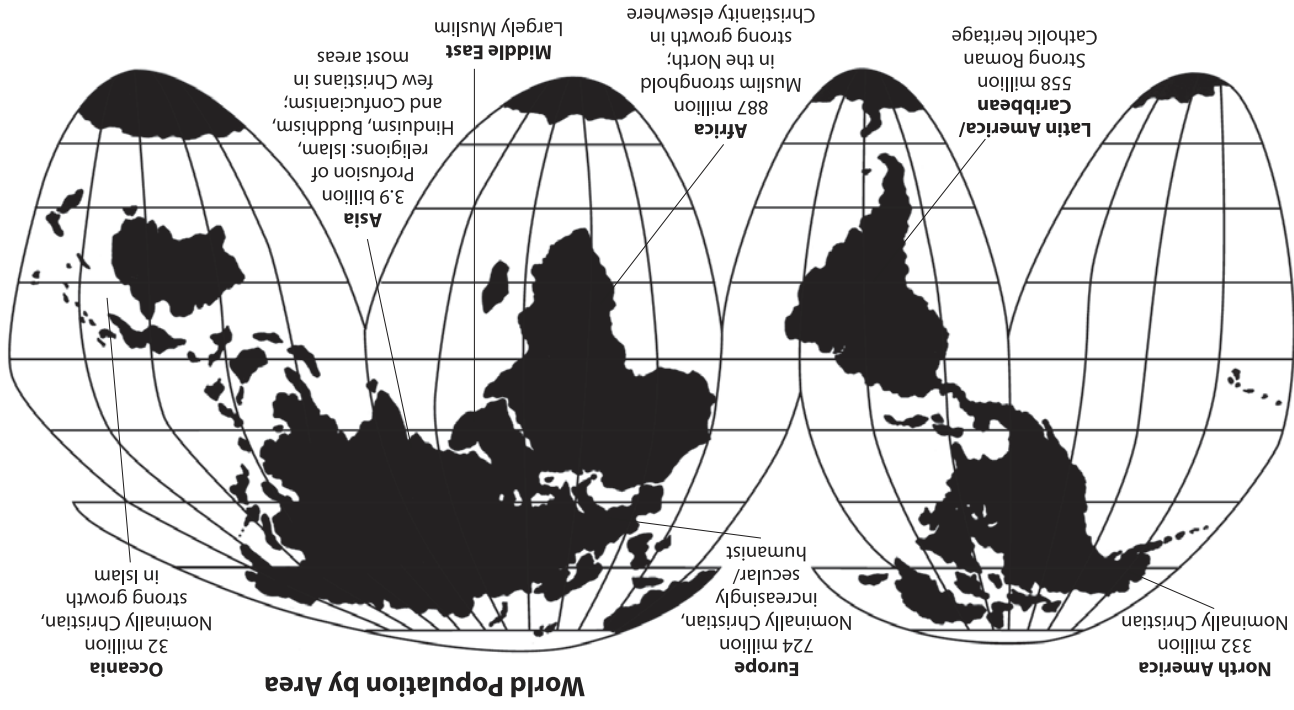 World Population by Area
North America
332 million
Nominally Christian
Europe
724 million
Nominally Christian,
increasingly
secular/
humanist
Oceania
32 million
Nominally Christian,
strong growth
in Islam
Latin America/
Caribbean
558 million
Strong Roman
Catholic heritage
Africa
887 million
Muslim stronghold
in the North;
strong growth in
Christianity elsewhere
Middle East
Largely Muslim
Asia
3.9 billion
Profusion of
religions: Islam,
Hinduism, Buddhism,
and Confucianism;
few Christians in
most areas